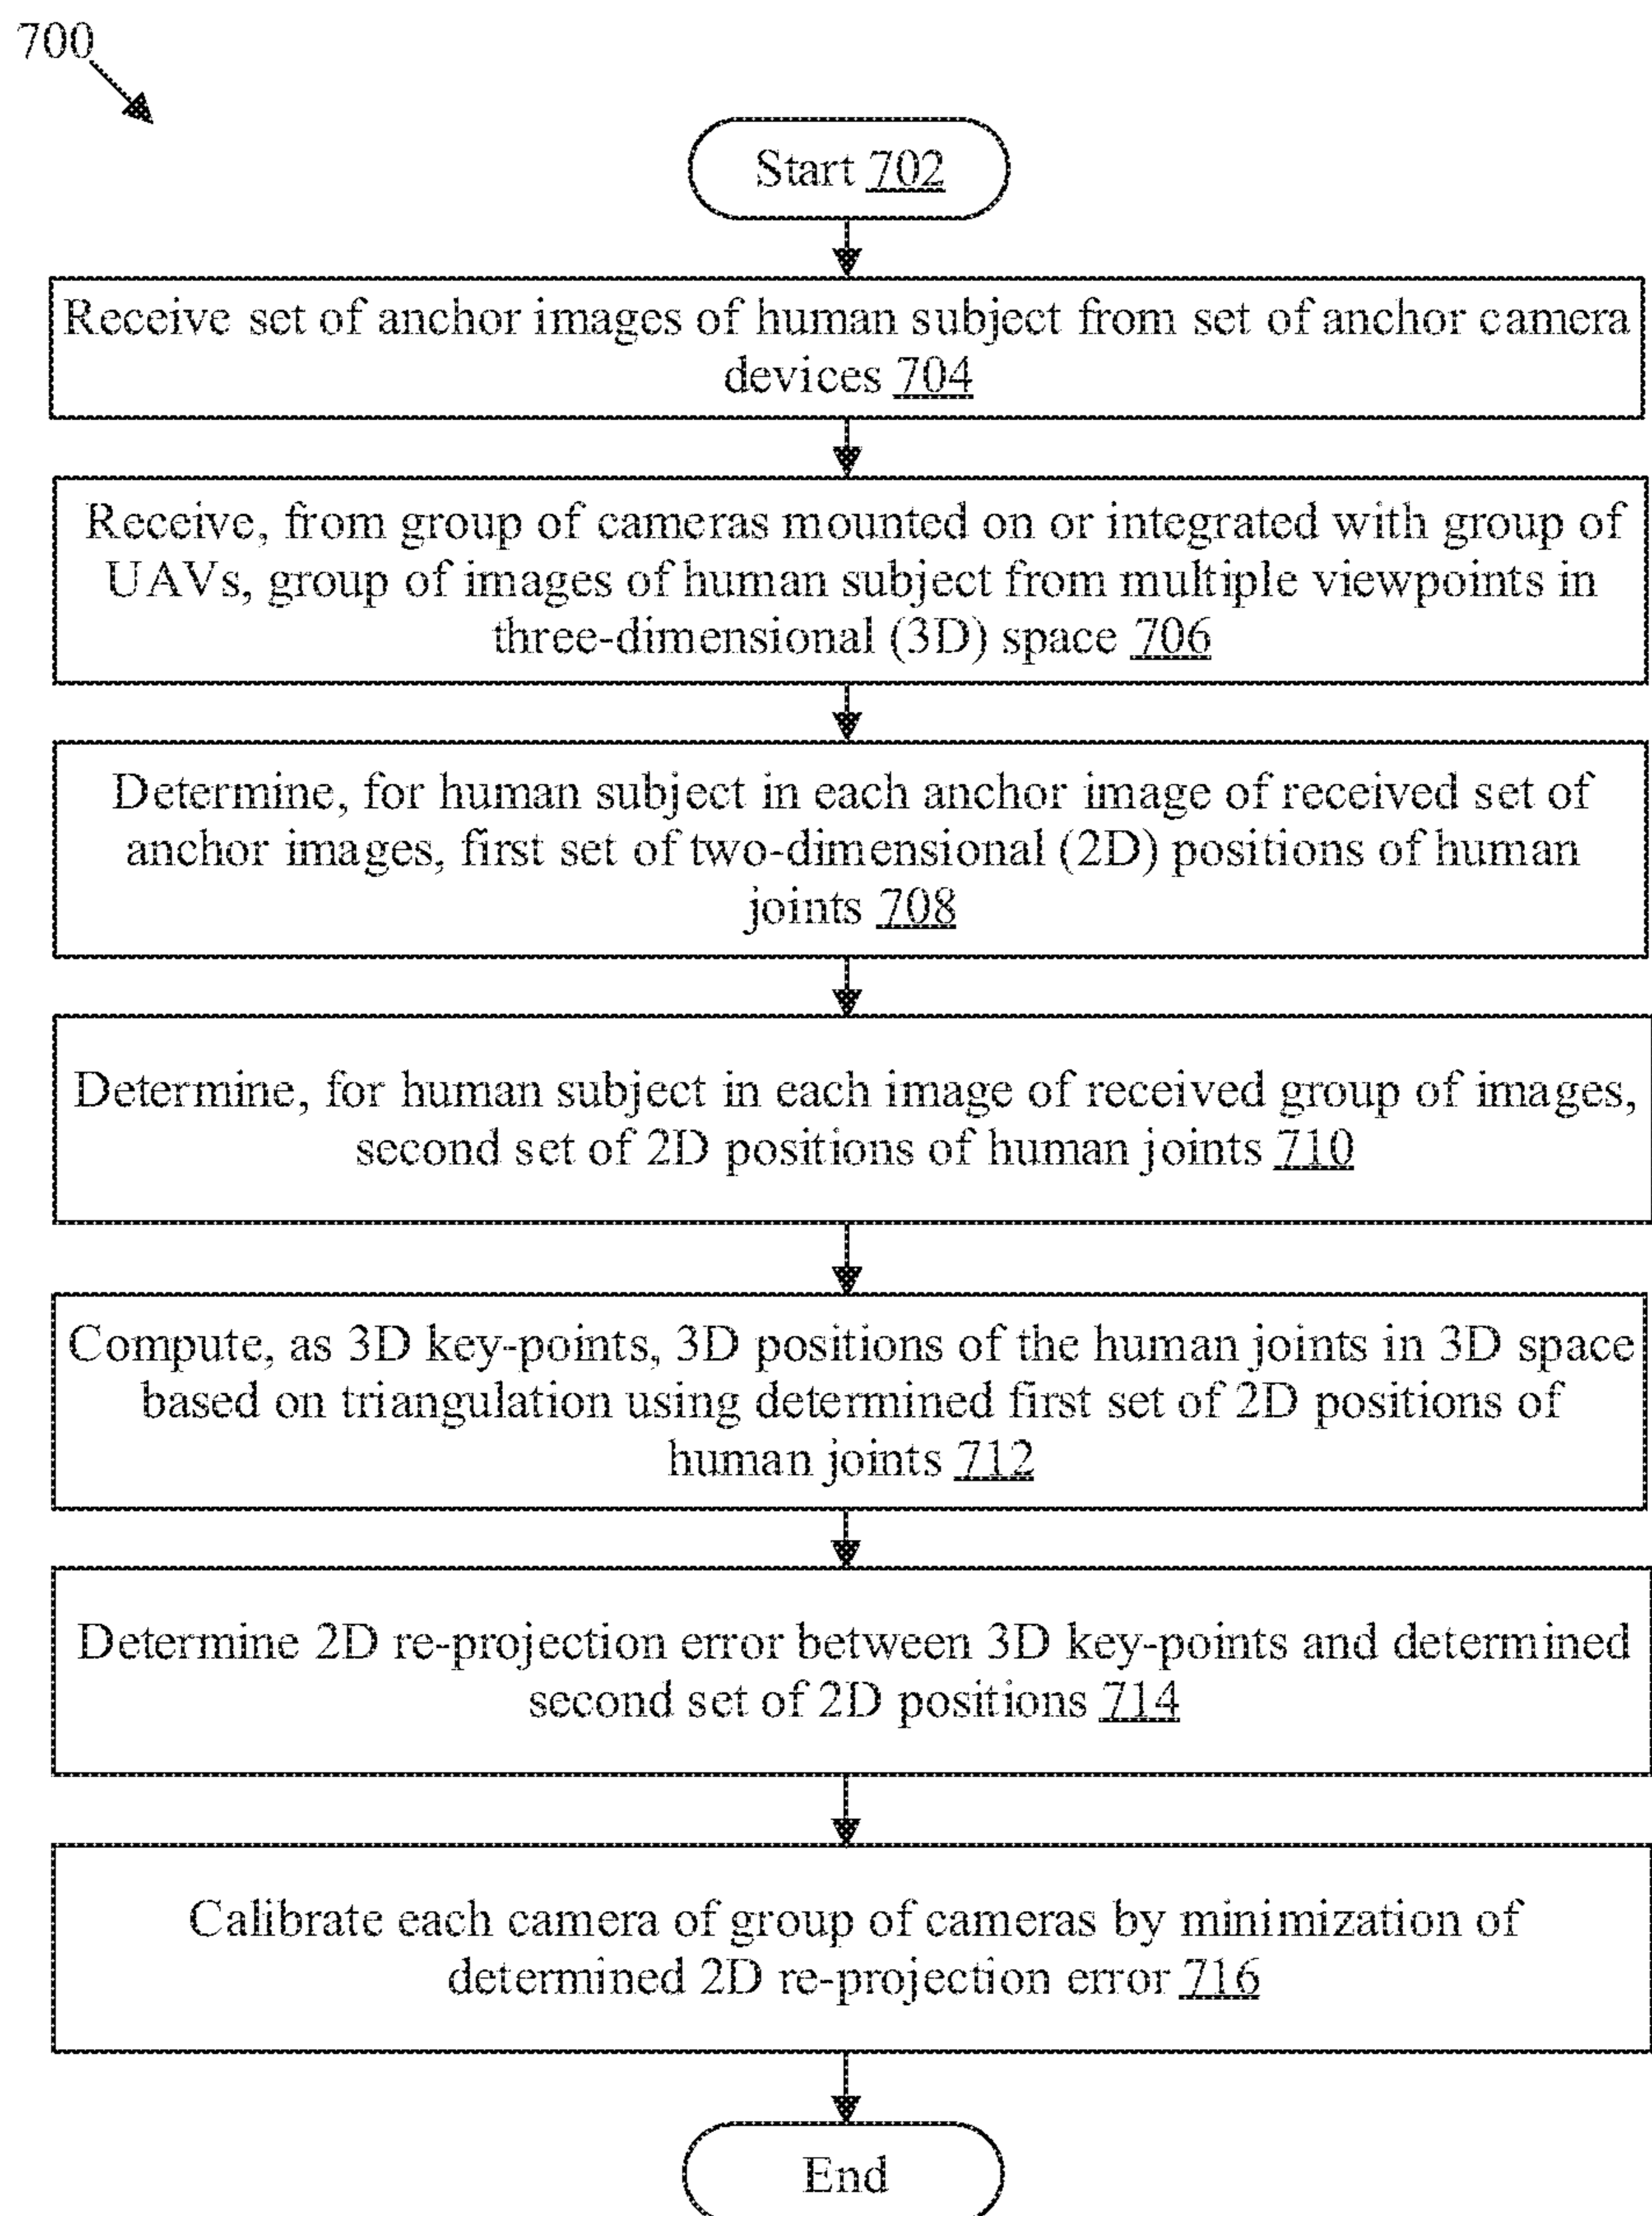 700
Start 702
Receive set of anchor images of human subject from set of anchor camera
devices 704
Receive, from group of cameras mounted on or integrated with group of
UAVs, group of images of human subject from multiple viewpoints in
three-dimensional (3D) space 706
Determine, for human subject in each anchor image of received set of
anchor images, first set of two-dimensional (2D) positions of human
joints 708
Determine, for human subject in each image of received group of images,
second set of 2D positions of human joints 710
Compute, as 3D key-points, 3D positions of the human joints in 3D space
based on triangulation using determined first set of 2D positions of
human joints 712
Determine 2D re-projection error between 3D key-points and determined
second set of 2D positions 714
Calibrate each camera of group of cameras by minimization of
determined 2D re-projection error 716
End